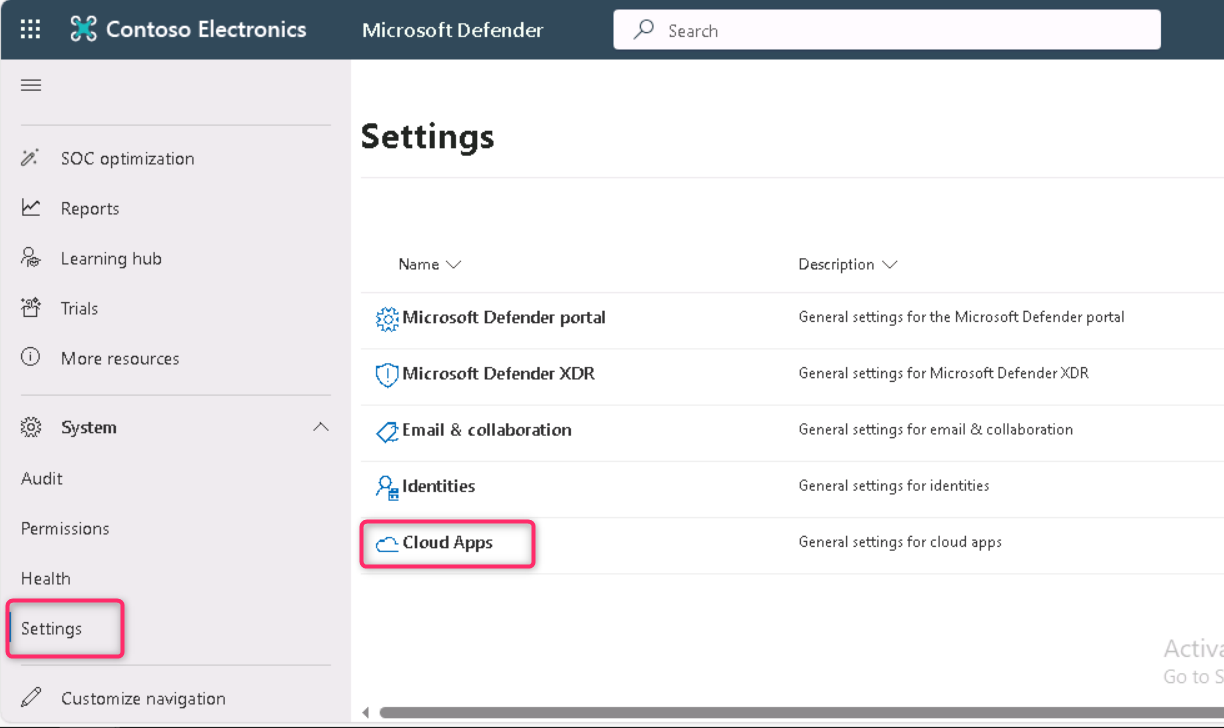 Contoso Electronics Microsoft Defender Search
SOC optimization
Reports
Learning hub
Trials
More resources
System
Audit
Permissions
Health
Settings
Customize navigation
Settings
Name Description
Microsoft Defender portal General settings for the Microsoft Defender portal
Microsoft Defender XDR General settings for Microsoft Defender XDR
Email & collaboration General settings for email & collaboration
Identities General settings for identities
Cloud Apps General settings for cloud apps
Activa
Go to S